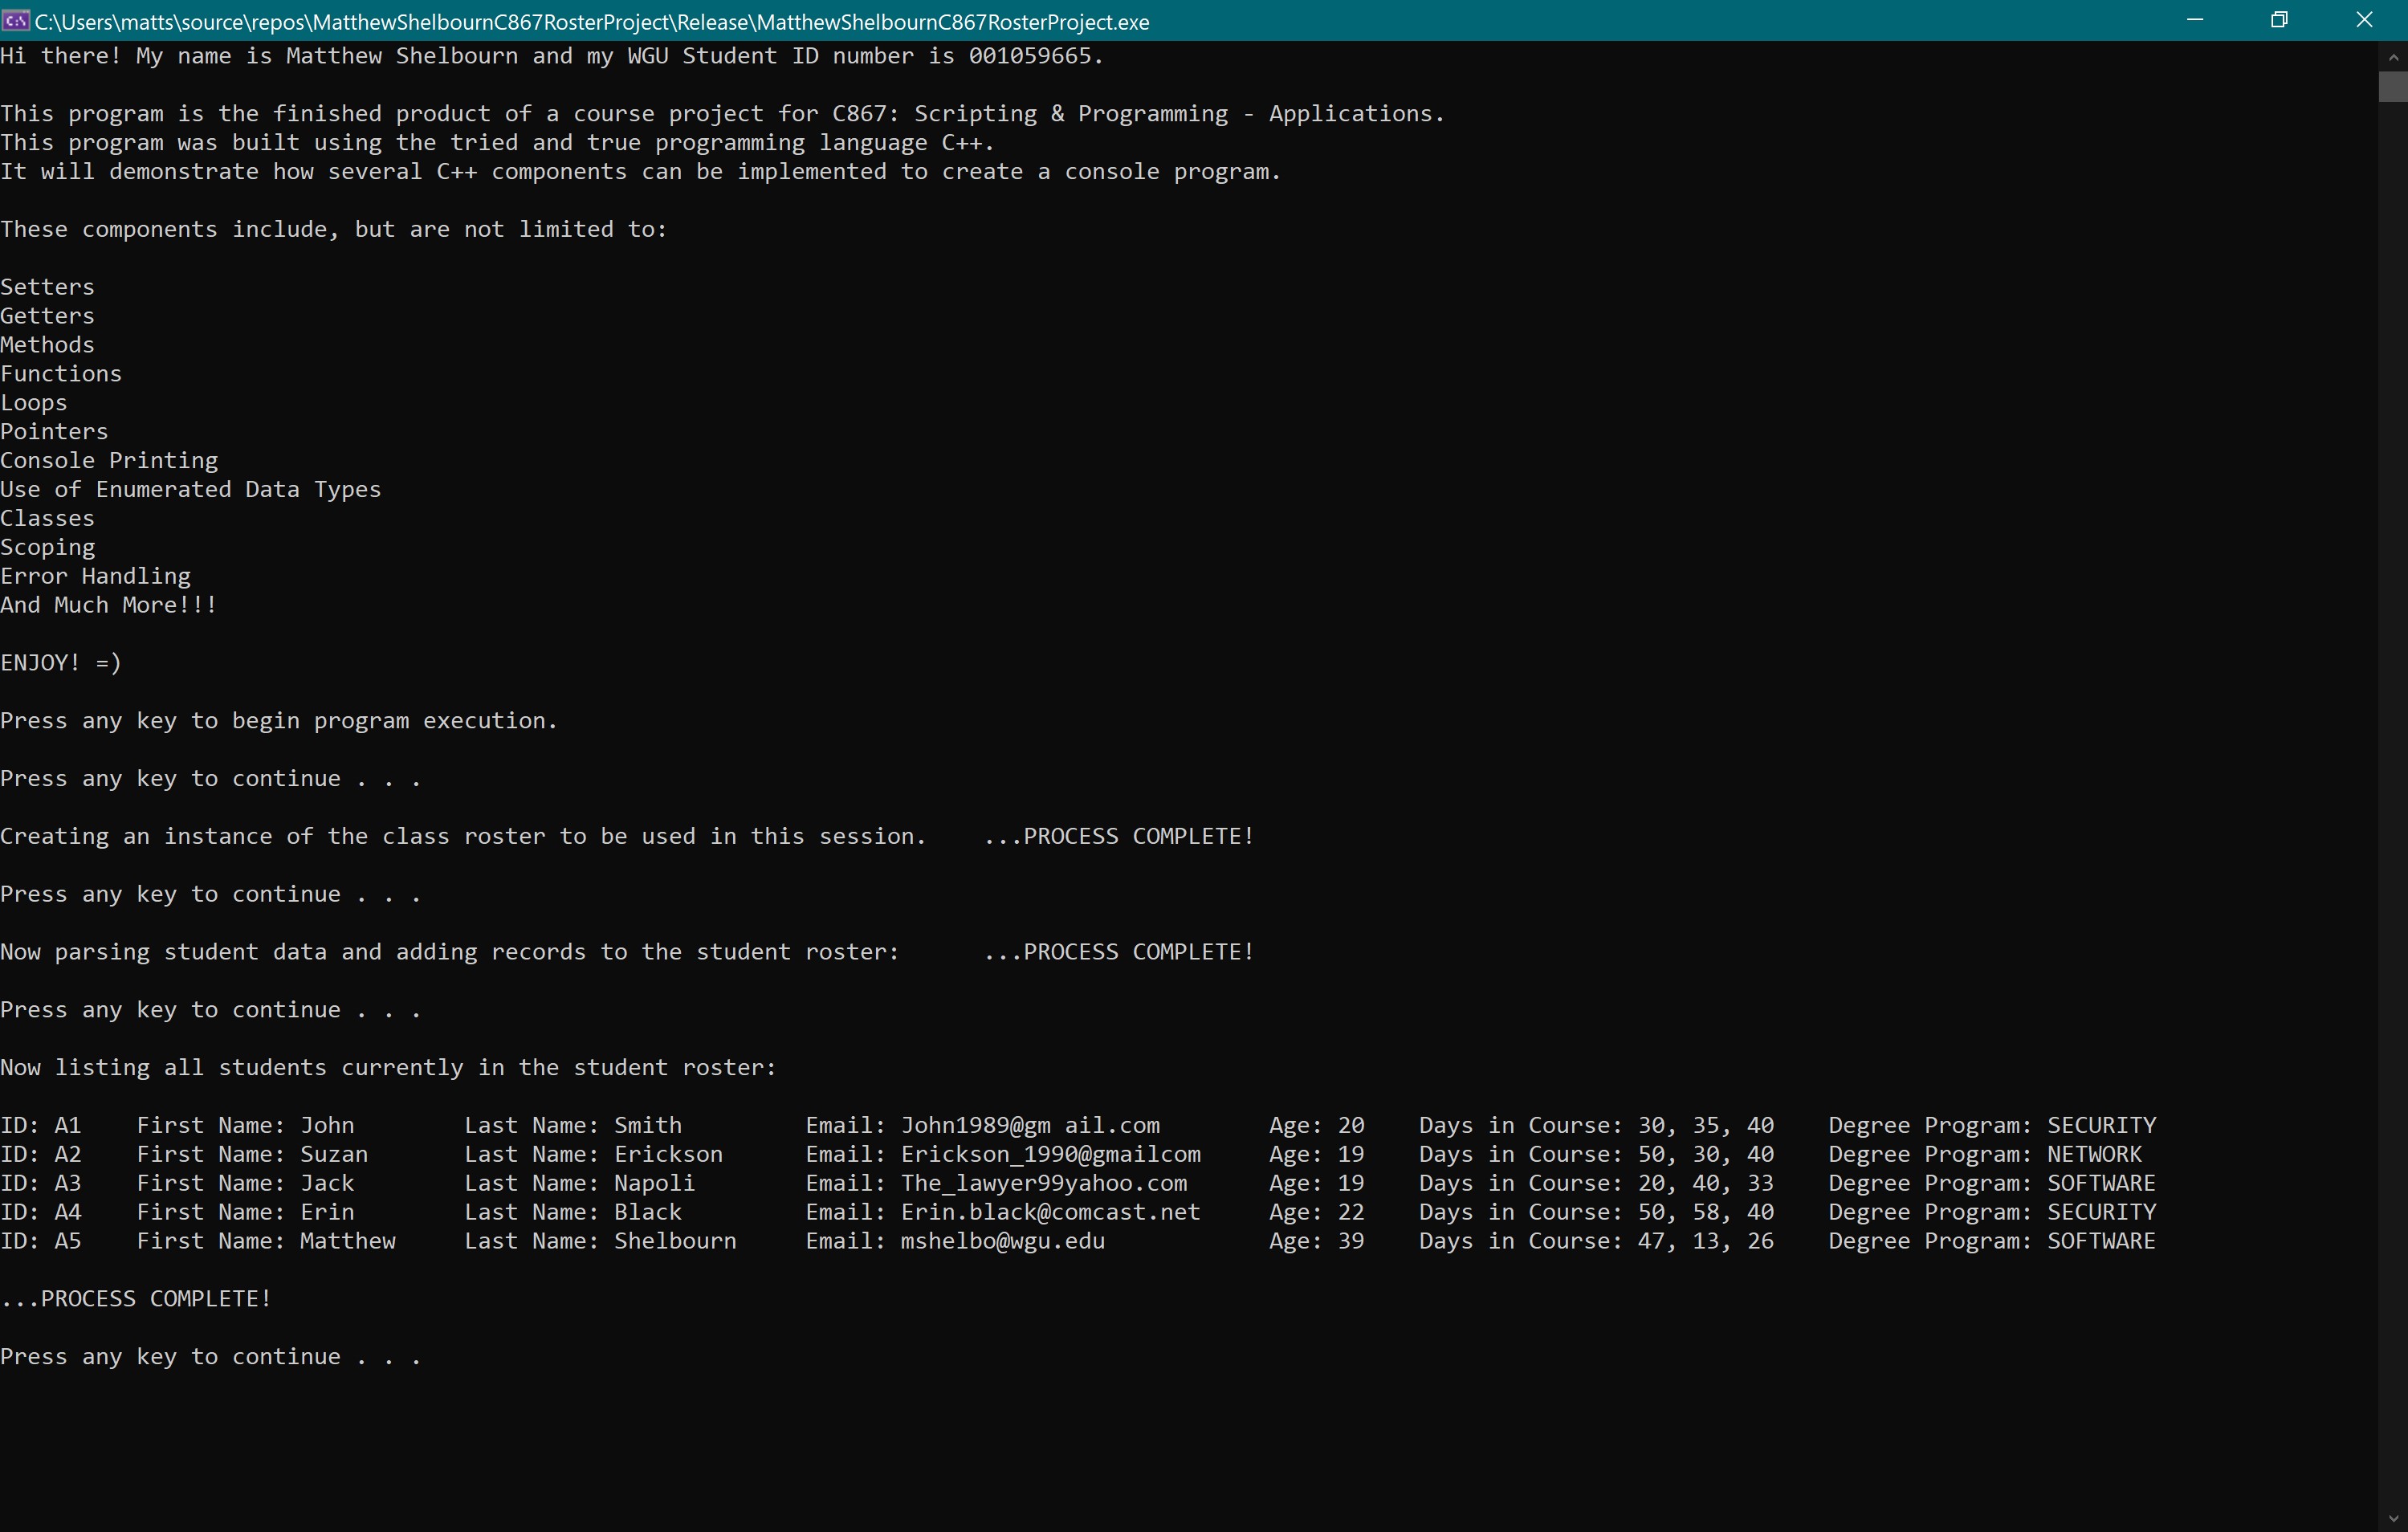 C:\Users\matts\source\repos\MatthewShelbournC867RosterProject\Release\MatthewShelbournC867RosterProject.exe
Hi there! My name is Matthew Shelbourn and my WGU Student ID number is 001059665.
This program is the finished product of a course project for C867: Scripting & Programming - Applications.
This program was built using the tried and true programming language C++.
It will demonstrate how several C++ components can be implemented to create a console program.
These components include, but are not limited to:
Setters
Getters
Methods
Functions
Loops
Pointers
Console Printing
Use of Enumerated Data Types
Classes
Scoping
Error Handling
And Much More!!!
ENJOY! =)
Press any key to begin program execution.
Press any key to continue . . .
Creating an instance of the class roster to be used in this session. ...PROCESS COMPLETE!
Press any key to continue . . .
Now parsing student data and adding records to the student roster: ...PROCESS COMPLETE!
Press any key to continue . . .
Now listing all students currently in the student roster:
ID: A1 First Name: John Last Name: Smith Email: John1989@gm ail.com Age: 20 Days in Course: 30, 35, 40 Degree Program: SECURITY
ID: A2 First Name: Suzan Last Name: Erickson Email: Erickson_1990@gmailcom Age: 19 Days in Course: 50, 30, 40 Degree Program: NETWORK
ID: A3 First Name: Jack Last Name: Napoli Email: The_lawyer99yahoo.com Age: 19 Days in Course: 20, 40, 33 Degree Program: SOFTWARE
ID: A4 First Name: Erin Last Name: Black Email: Erin.black@comcast.net Age: 22 Days in Course: 50, 58, 40 Degree Program: SECURITY
ID: A5 First Name: Matthew Last Name: Shelbourn Email: mshelbo@wgu.edu Age: 39 Days in Course: 47, 13, 26 Degree Program: SOFTWARE
...PROCESS COMPLETE!
Press any key to continue . . .